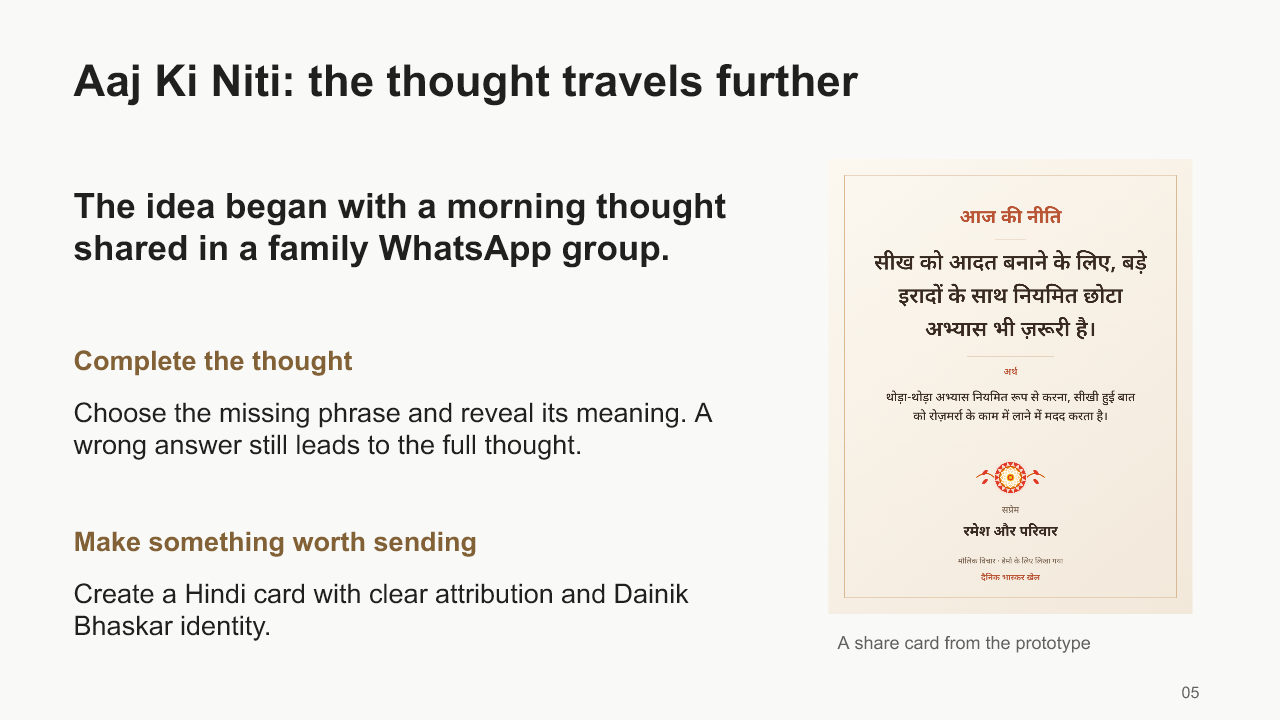 Aaj Ki Niti: the thought travels further
The idea began with a morning thought
shared in a family WhatsApp group.
Complete the thought
Choose the missing phrase and reveal its meaning. A
wrong answer still leads to the full thought.
Make something worth sending
Create a Hindi card with clear attribution and Dainik
Bhaskar identity.
आज की नीति
सीख को आदत बनाने के लिए, बड़े
इरादों के साथ नियमित छोटा
अभ्यास भी ज़रूरी है।
अर्थ
थोड़ा-थोड़ा अभ्यास नियमित रूप से करना, सीखी हुई बात
को रोज़मर्रा के काम में लाने में मदद करता है।
सप्रेम
रमेश और परिवार
मौलिक विचार · डेमो के लिए लिखा गया
दैनिक भास्कर खेल
A share card from the prototype
05